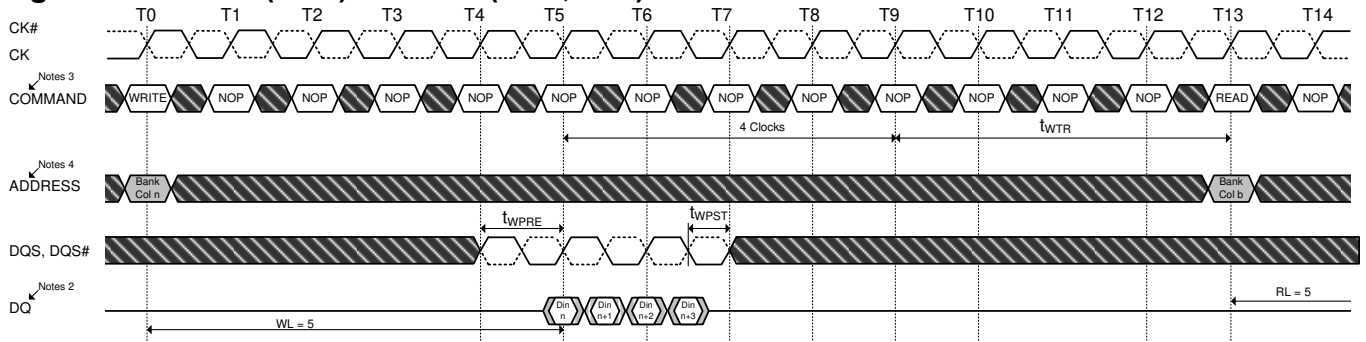 T0 T1 T2 T3 T4 T5 T6 T7 T8 T9 T10 T11 T12 T13 T14
CK#
CK
Notes 3
COMMAND WRITE NOP NOP NOP NOP NOP NOP NOP NOP NOP NOP NOP NOP READ NOP
4 Clocks tWTR
Notes 4
ADDRESS
Bank Bank
Col n Col b
tWPRE tWPST
DQS, DQS#
Notes 2
DQ
Din Din Din Din
n n+1 n+2 n+3
RL = 5
WL = 5